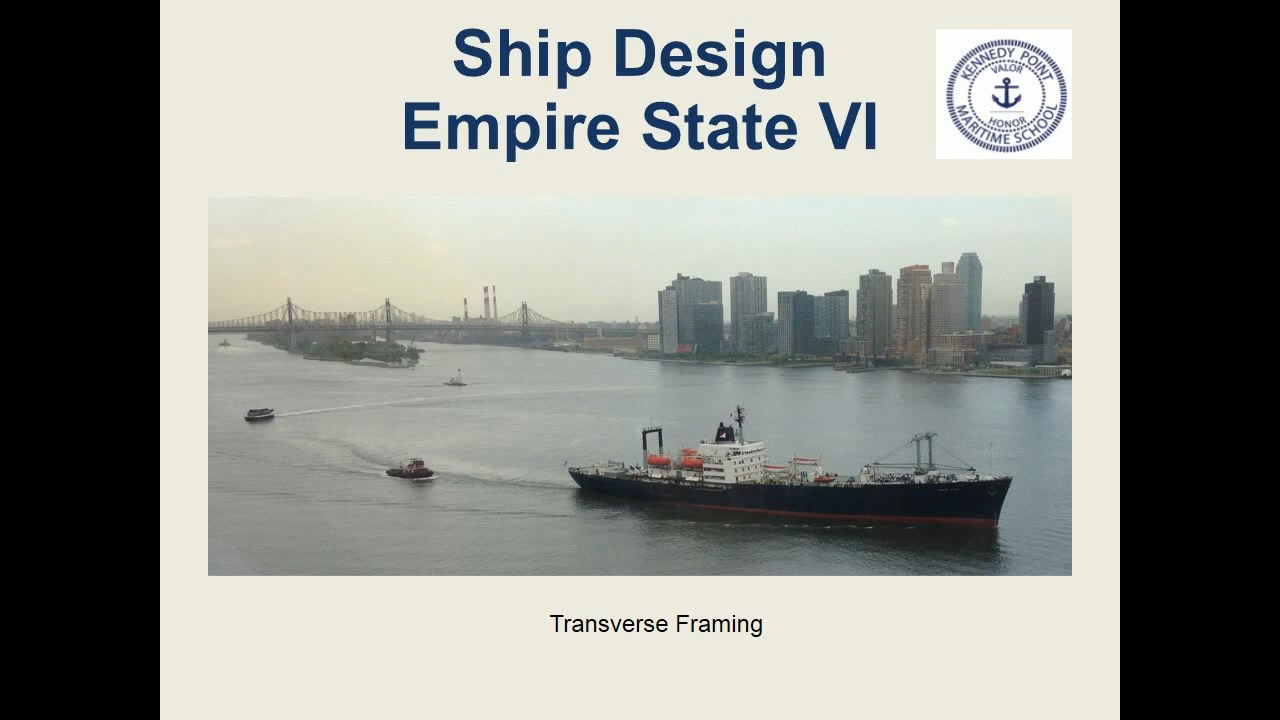 Ship Design
Empire State VI
KENNEDY POINT
VALOR
HONOR
MARITIME SCHOOL
Transverse Framing